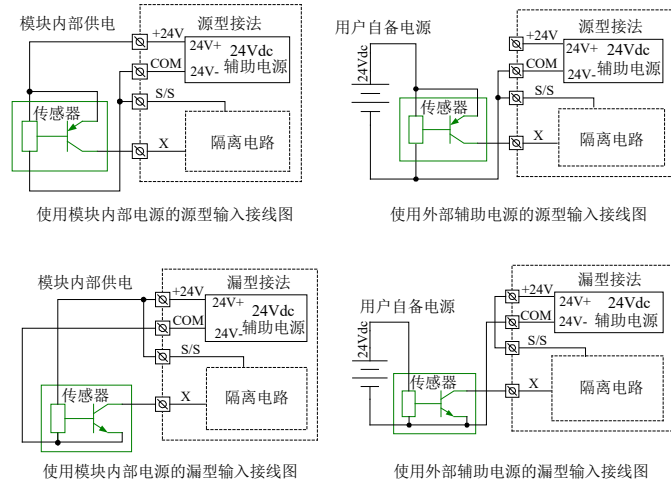 模块内部供电
+24V
源型接法
24V+
24Vdc
COM
24V-
辅助电源
S/S
传感器
X
隔离电路
使用模块内部电源的源型输入接线图
用户自备电源
24Vdc
源型接法
+24V
24V+
24Vdc
COM
24V-
辅助电源
S/S
传感器
X
隔离电路
使用外部辅助电源的源型输入接线图
模块内部供电
漏型接法
+24V
24V+
24Vdc
COM
24V-
辅助电源
S/S
传感器
X
隔离电路
使用模块内部电源的漏型输入接线图
用户自备电源
24Vdc
漏型接法
+24V
24V+
24Vdc
COM
24V-
辅助电源
S/S
传感器
X
隔离电路
使用外部辅助电源的漏型输入接线图